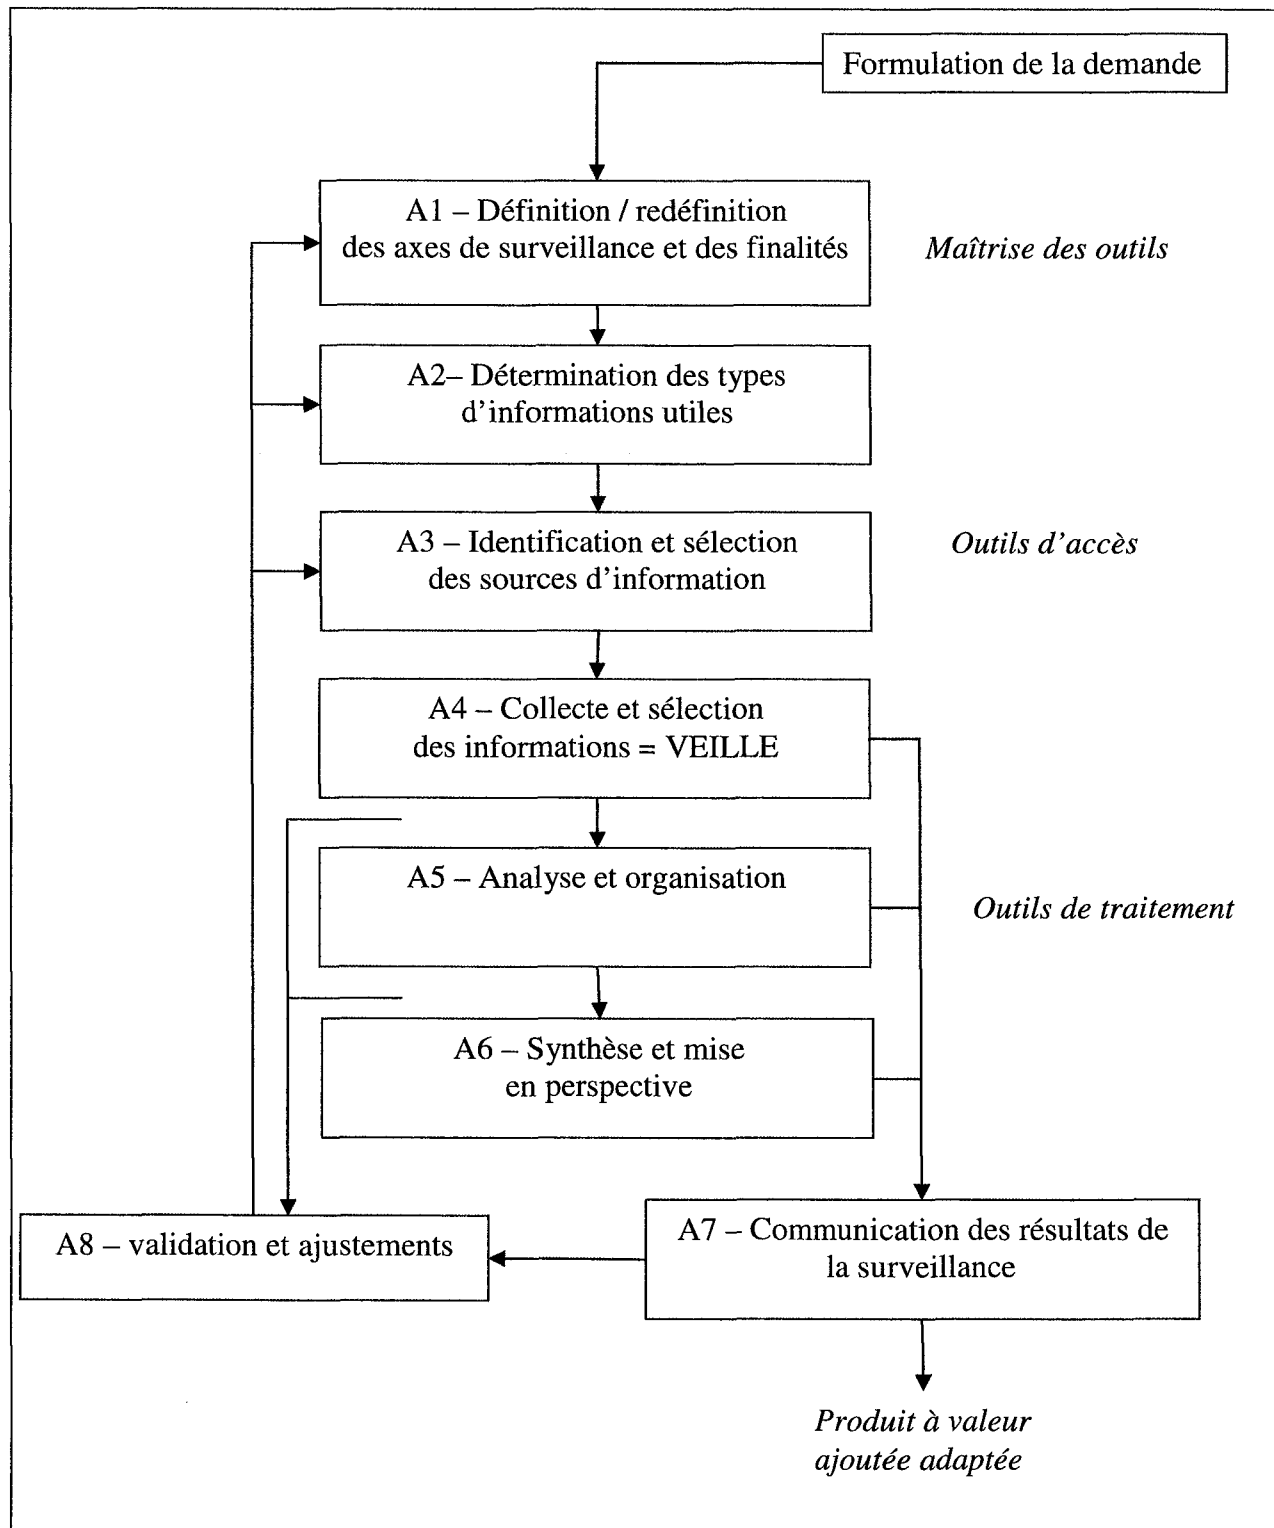 Formulation de la demande
A1 – Définition / redéfinition
des axes de surveillance et des finalités
Maîtrise des outils
A2– Détermination des types
d'informations utiles
A3 – Identification et sélection
des sources d'information
Outils d'accès
A4 – Collecte et sélection
des informations = VEILLE
A5 – Analyse et organisation
Outils de traitement
A6 – Synthèse et mise
en perspective
A8 – validation et ajustements
A7 – Communication des résultats de
la surveillance
Produit à valeur
ajoutée adaptée